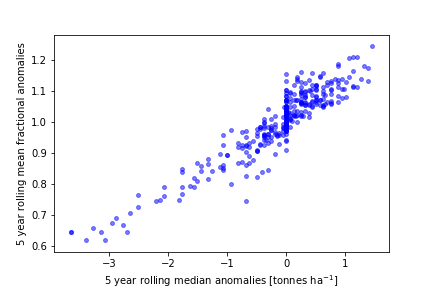 1.2
1.1
1.0
0.9
0.8
0.7
0.6
5 year rolling mean fractional anomalies
−3 −2 −1 0 1
5 year rolling median anomalies [tonnes ha⁻¹]